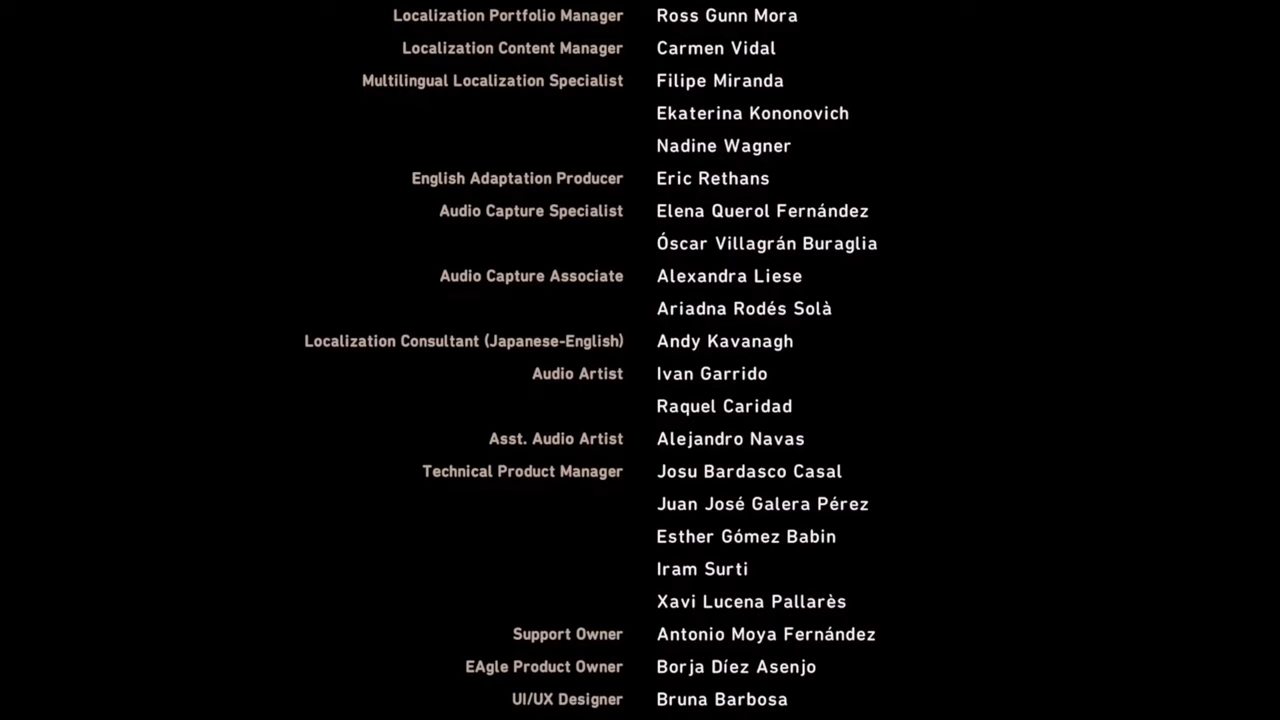 Localization Portfolio Manager Ross Gunn Mora
Localization Content Manager Carmen Vidal
Multilingual Localization Specialist Filipe Miranda
Ekaterina Kononovich
Nadine Wagner
English Adaptation Producer Eric Rethans
Audio Capture Specialist Elena Querol Fernández
Óscar Villagrán Buraglia
Audio Capture Associate Alexandra Liese
Ariadna Rodés Solà
Localization Consultant (Japanese-English) Andy Kavanagh
Audio Artist Ivan Garrido
Raquel Caridad
Asst. Audio Artist Alejandro Navas
Technical Product Manager Josu Bardasco Casal
Juan José Galera Pérez
Esther Gómez Babin
Iram Surti
Xavi Lucena Pallarès
Support Owner Antonio Moya Fernández
EAgle Product Owner Borja Díez Asenjo
UI/UX Designer Bruna Barbosa